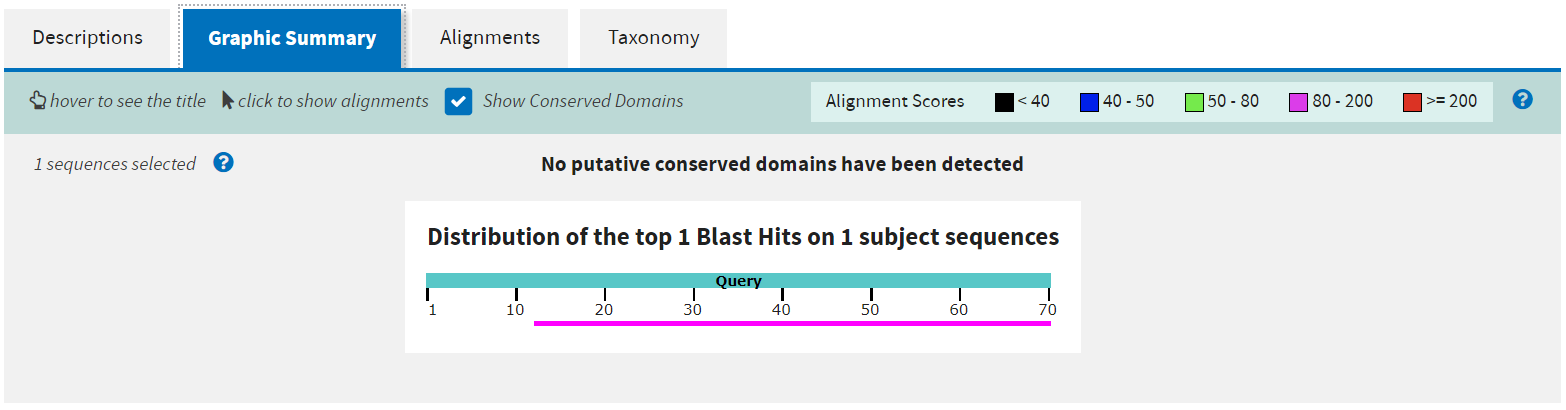 Descriptions Graphic Summary Alignments Taxonomy
hover to see the title click to show alignments Show Conserved Domains Alignment Scores < 40 40 - 50 50 - 80 80 - 200 >= 200 ?
1 sequences selected ? No putative conserved domains have been detected
Distribution of the top 1 Blast Hits on 1 subject sequences
Query
1 10 20 30 40 50 60 70